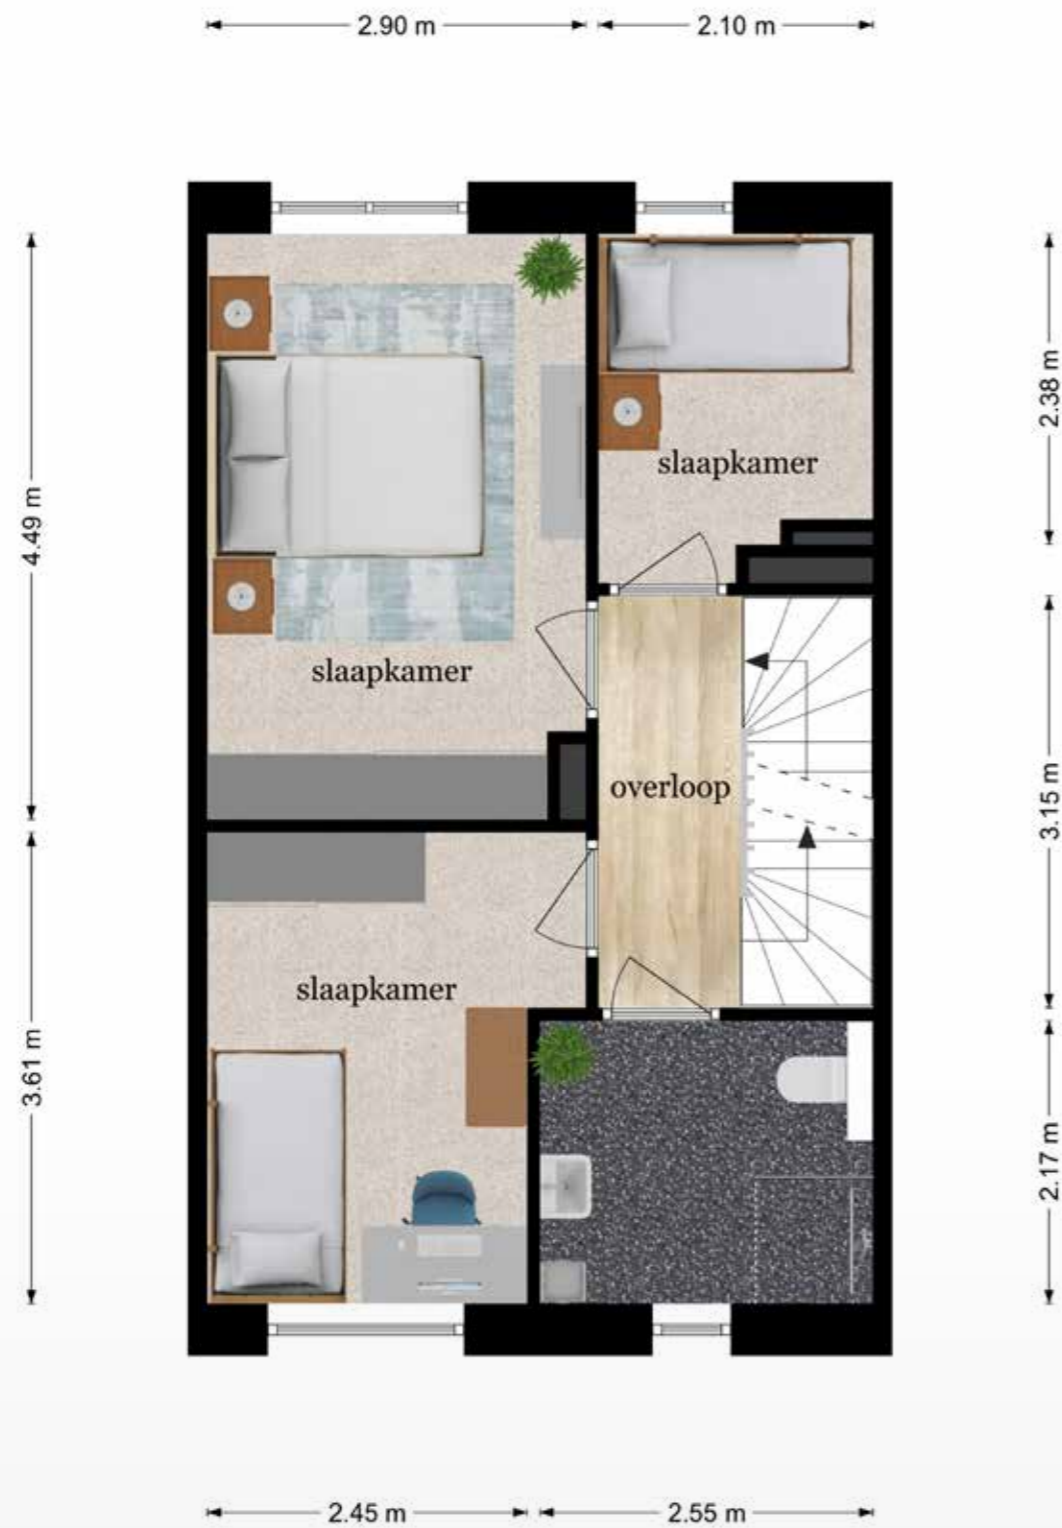 2.90 m
2.10 m
4.49 m
2.38 m
slaapkamer
slaapkamer
overloop
3.15 m
slaapkamer
3.61 m
2.17 m
2.45 m
2.55 m